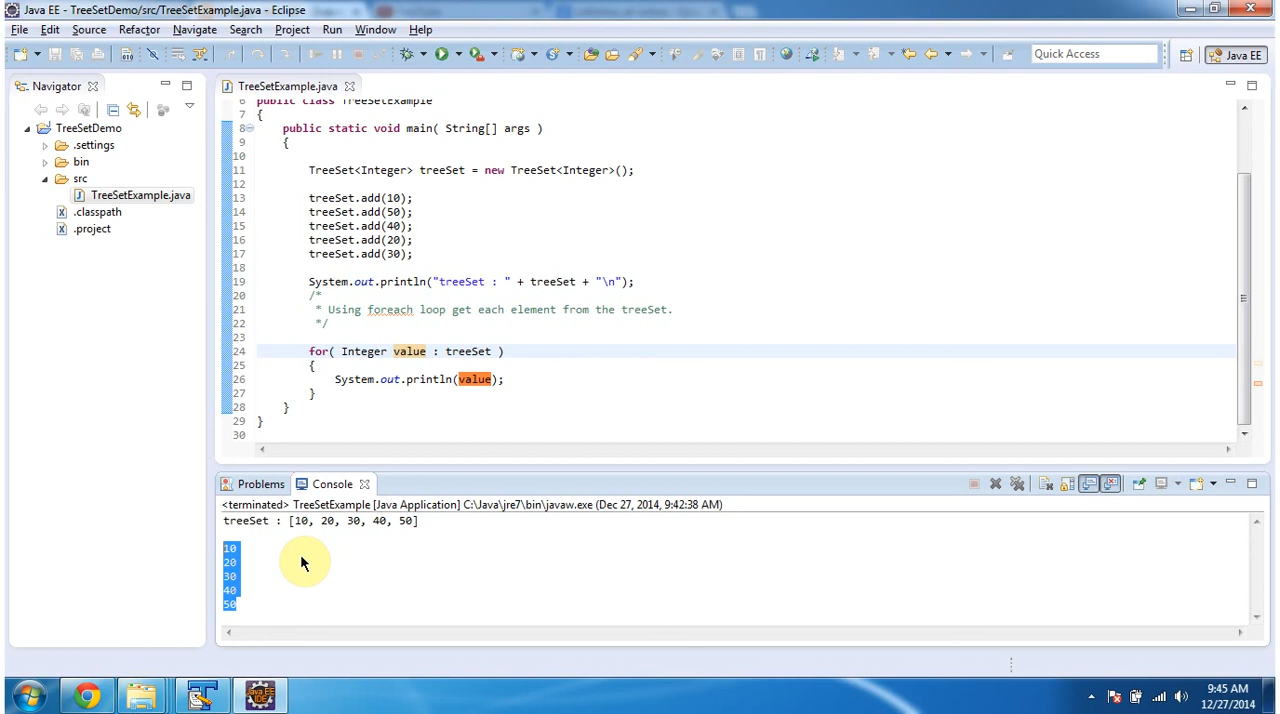 Java EE - TreeSetDemo/src/TreeSetExample.java - Eclipse
File Edit Source Refactor Navigate Search Project Run Window Help
Quick Access
Java EE
Navigator
TreeSetDemo
.settings
bin
src
TreeSetExample.java
.classpath
.project
TreeSetExample.java
6 public class TreeSetExample
7 {
8 public static void main( String[] args )
9 {
10
11 TreeSet<Integer> treeSet = new TreeSet<Integer>();
12
13 treeSet.add(10);
14 treeSet.add(50);
15 treeSet.add(40);
16 treeSet.add(20);
17 treeSet.add(30);
18
19 System.out.println("treeSet : " + treeSet + "\n");
20 /*
21 * Using foreach loop get each element from the treeSet.
22 */
23
24 for( Integer value : treeSet )
25 {
26 System.out.println(value);
27 }
28 }
29 }
30
Problems Console
<terminated> TreeSetExample [Java Application] C:\Java\jre7\bin\javaw.exe (Dec 27, 2014, 9:42:38 AM)
treeSet : [10, 20, 30, 40, 50]
10
20
30
40
50
Java EE
IDE
9:45 AM
12/27/2014